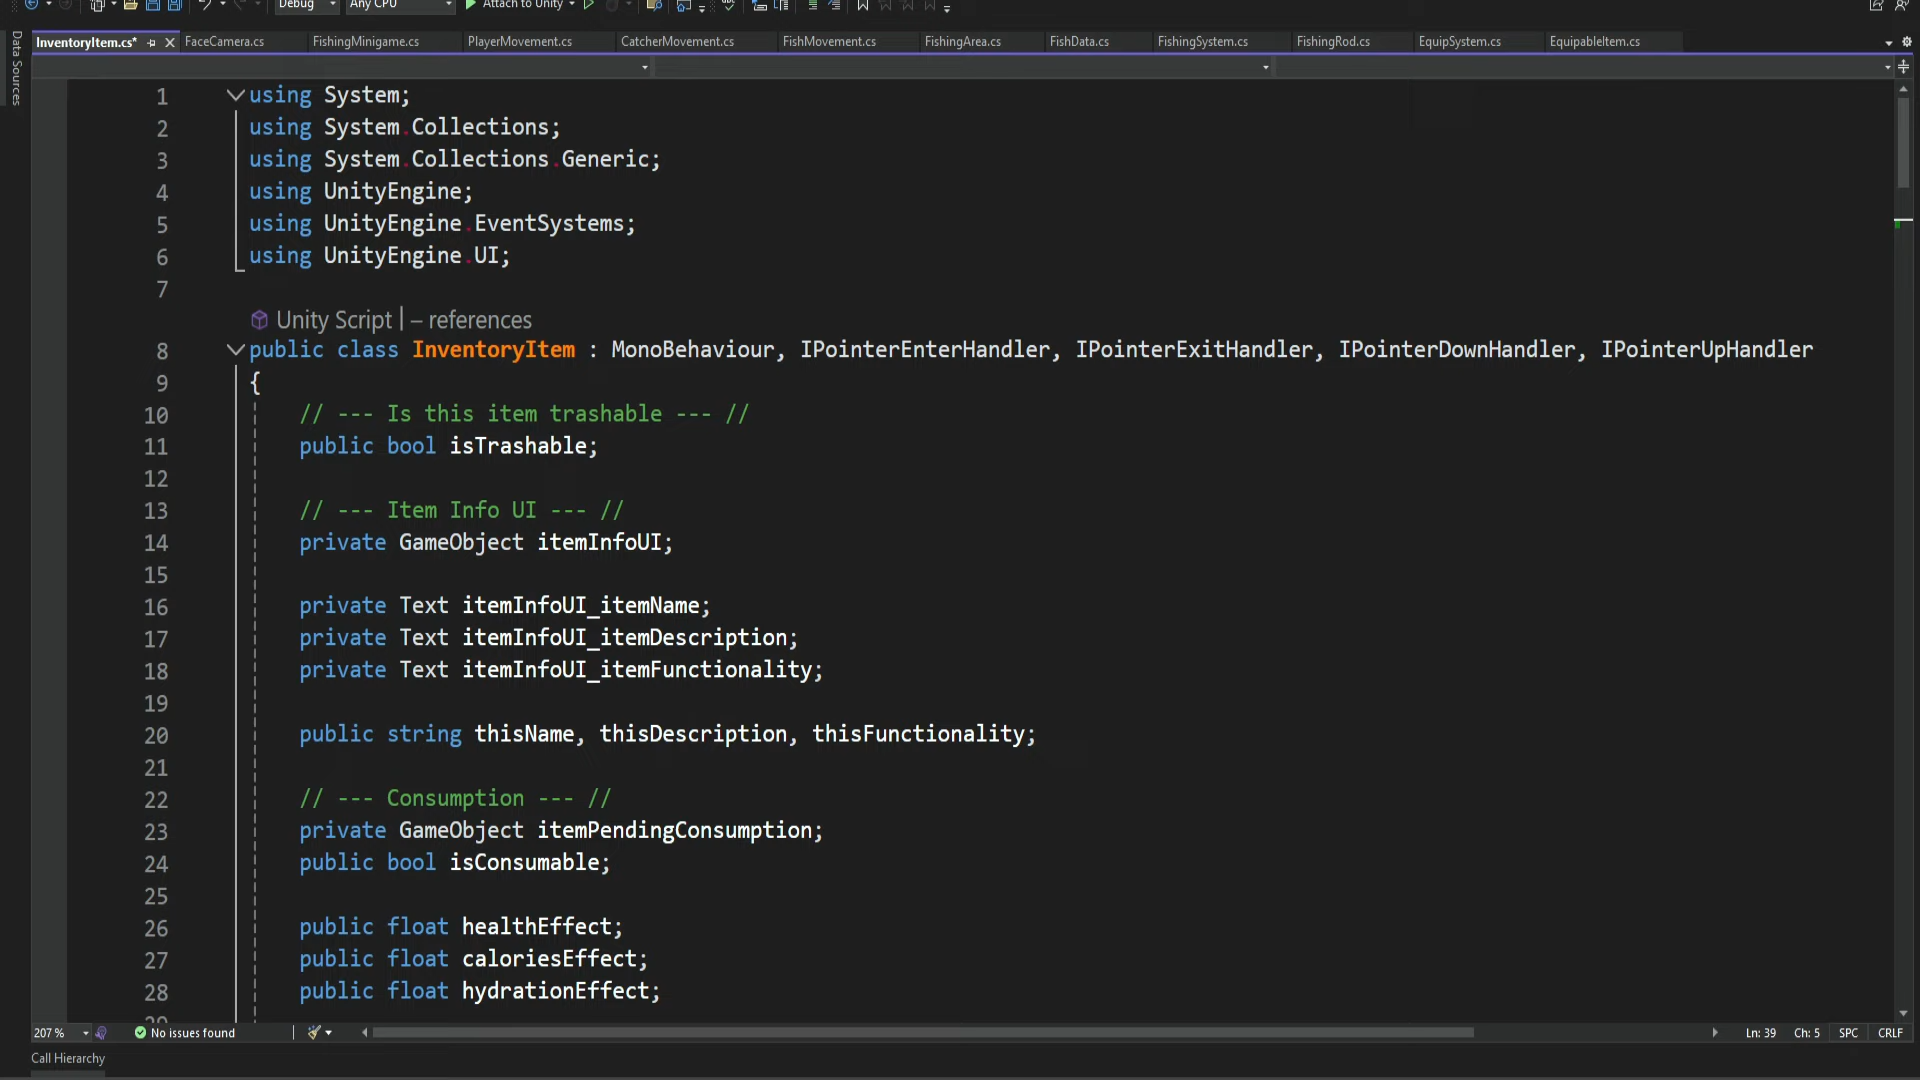 Debug
Any CPU
Attach to Unity
Data Sources
InventoryItem.cs*
FaceCamera.cs
FishingMinigame.cs
PlayerMovement.cs
CatcherMovement.cs
FishMovement.cs
FishingArea.cs
FishData.cs
FishingSystem.cs
FishingRod.cs
EquipSystem.cs
EquipableItem.cs
1 using System;
2 using System.Collections;
3 using System.Collections.Generic;
4 using UnityEngine;
5 using UnityEngine.EventSystems;
6 using UnityEngine.UI;
7
Unity Script | – references
8 public class InventoryItem : MonoBehaviour, IPointerEnterHandler, IPointerExitHandler, IPointerDownHandler, IPointerUpHandler
9 {
10 // --- Is this item trashable --- //
11 public bool isTrashable;
12
13 // --- Item Info UI --- //
14 private GameObject itemInfoUI;
15
16 private Text itemInfoUI_itemName;
17 private Text itemInfoUI_itemDescription;
18 private Text itemInfoUI_itemFunctionality;
19
20 public string thisName, thisDescription, thisFunctionality;
21
22 // --- Consumption --- //
23 private GameObject itemPendingConsumption;
24 public bool isConsumable;
25
26 public float healthEffect;
27 public float caloriesEffect;
28 public float hydrationEffect;
29
207 %
No issues found
Ln: 39
Ch: 5
SPC
CRLF
Call Hierarchy